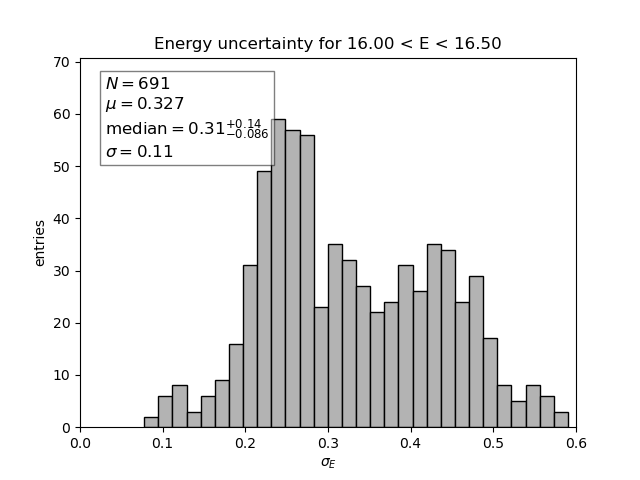 Energy uncertainty for 16.00 < E < 16.50
70
60
50
40
30
20
10
0
entries
N = 691
μ = 0.327
median = 0.31 +0.14 −0.086
σ = 0.11
0.0 0.1 0.2 0.3 0.4 0.5 0.6
σE